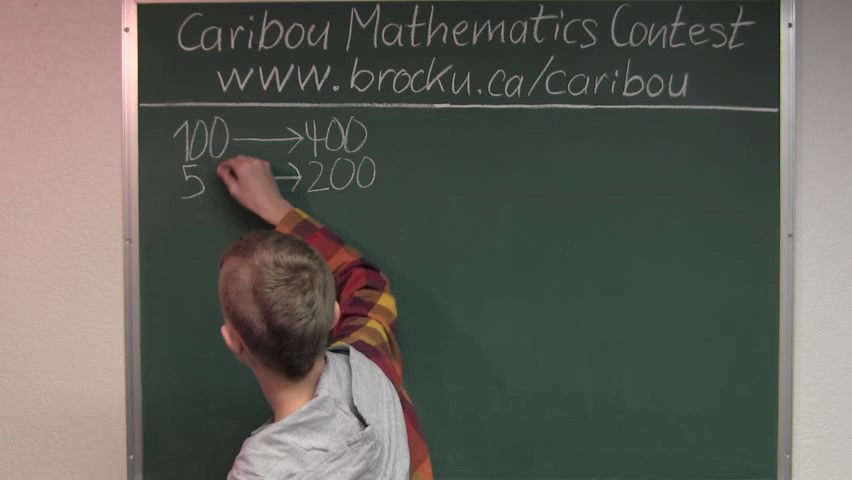 Caribou Mathematics Contest
www.brocku.ca/caribou
100 → 400
5 → 200